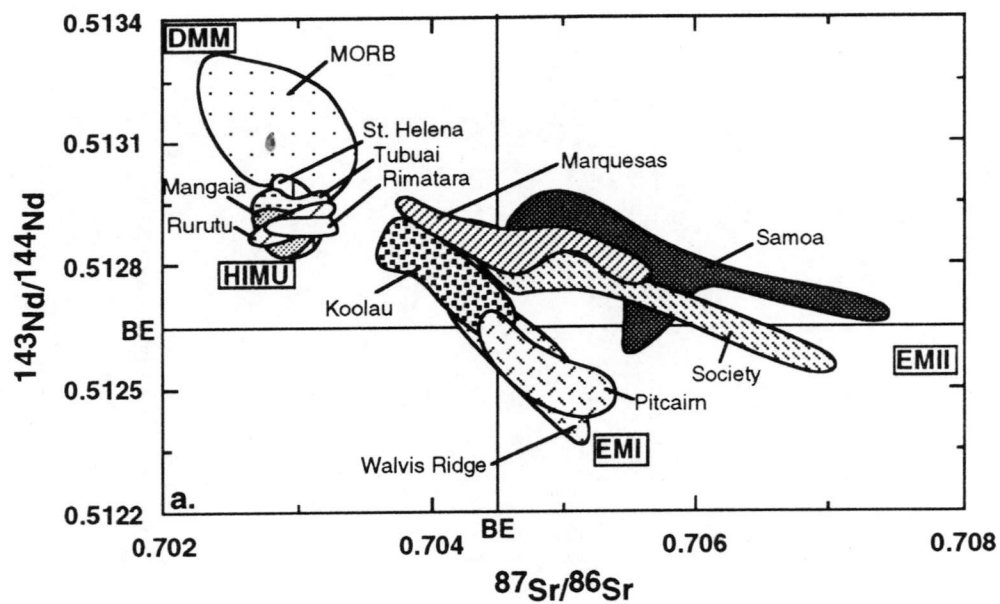 0.5134
DMM
MORB
0.5131
St. Helena
Tubuai
Rimatara
Mangaia
Rurutu
Marquesas
Samoa
0.5128
HIMU
Koolau
BE
143Nd/144Nd
Society
EMII
0.5125
Pitcairn
EMI
Walvis Ridge
a.
0.5122
BE
0.702
0.704
0.706
0.708
87Sr/86Sr